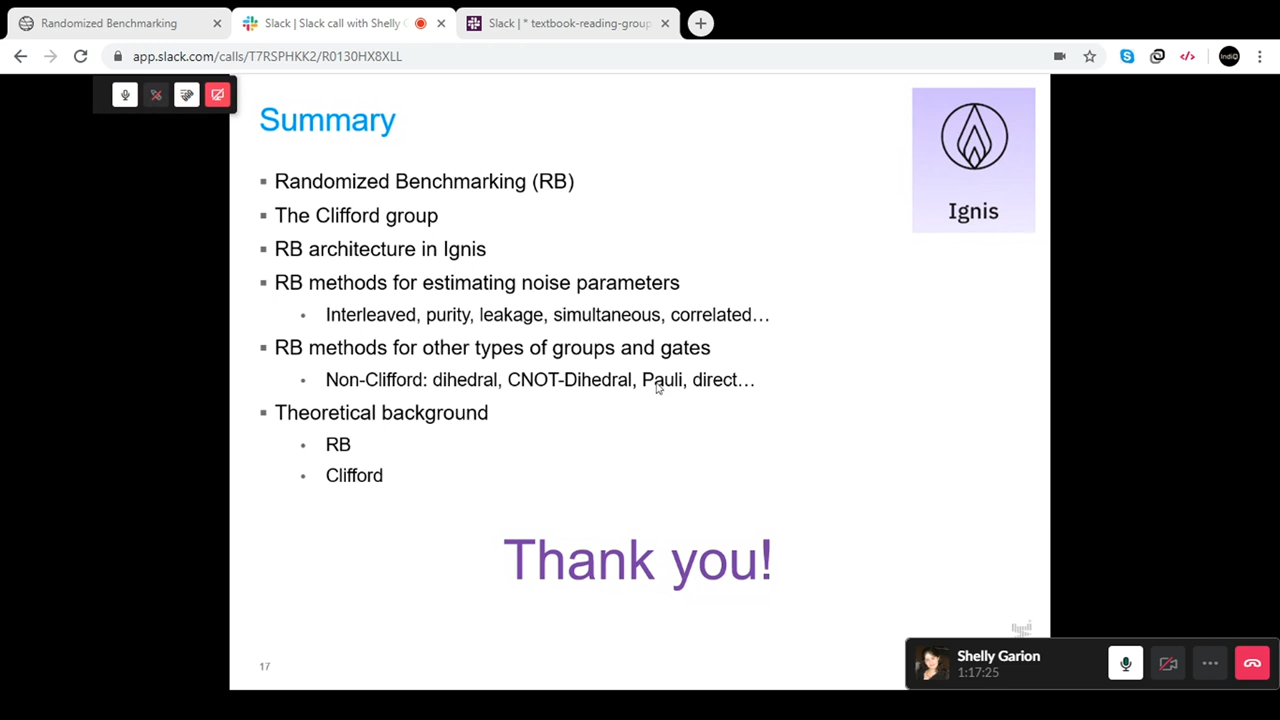 Randomized Benchmarking
Slack | Slack call with Shelly G
Slack | * textbook-reading-group
app.slack.com/calls/T7RSPHKK2/R0130HX8XLL
IndiQ
Summary
Ignis
▪ Randomized Benchmarking (RB)
▪ The Clifford group
▪ RB architecture in Ignis
▪ RB methods for estimating noise parameters
• Interleaved, purity, leakage, simultaneous, correlated…
▪ RB methods for other types of groups and gates
• Non-Clifford: dihedral, CNOT-Dihedral, Pauli, direct…
▪ Theoretical background
• RB
• Clifford
Thank you!
17
Shelly Garion
1:17:25